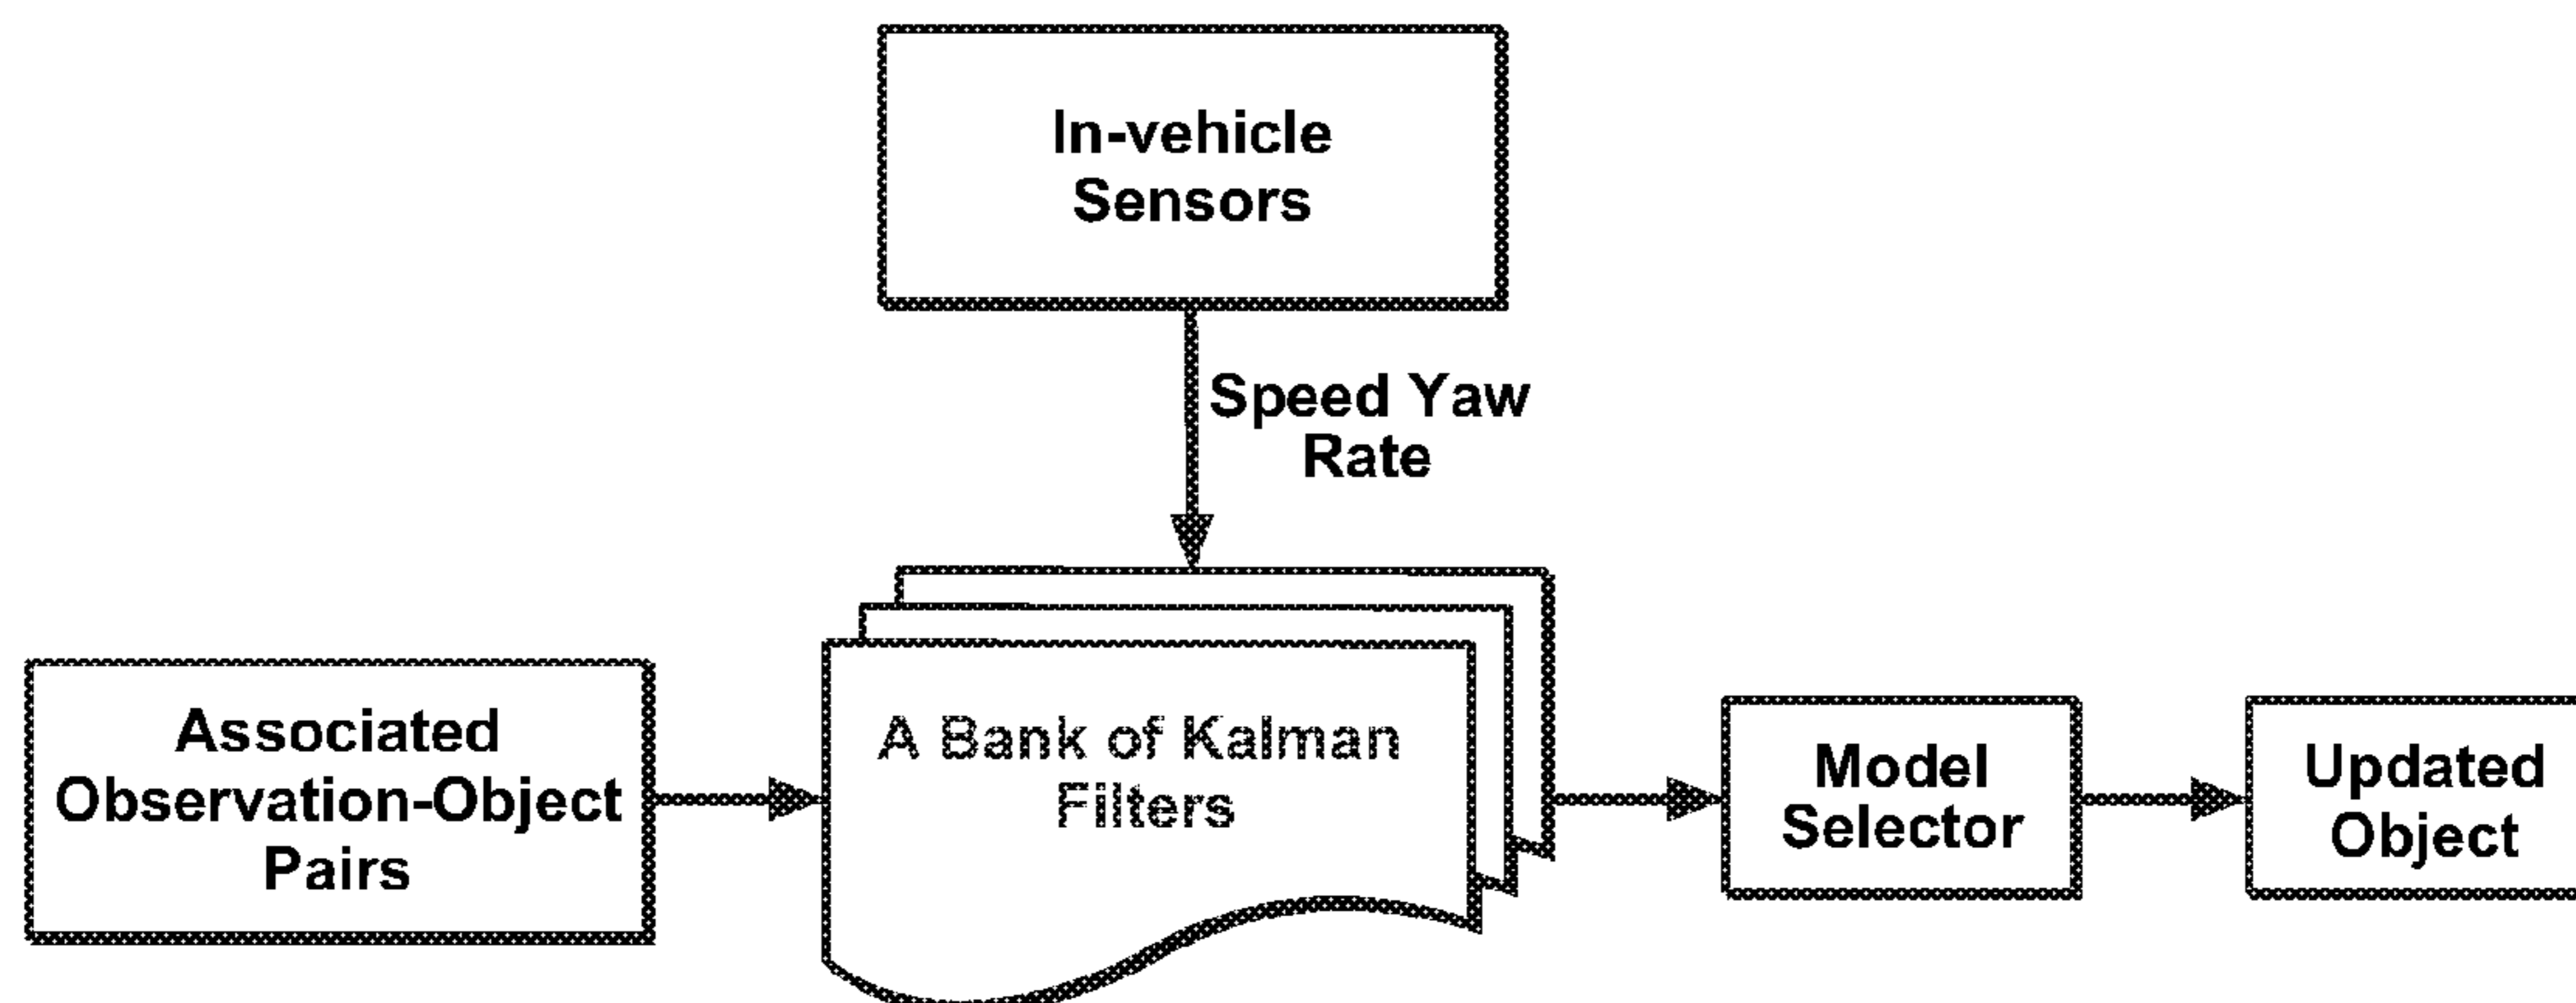 In-vehicle
Sensors
Speed Yaw
Rate
Associated
Observation-Object
Pairs
A Bank of Kalman
Filters
Model
Selector
Updated
Object